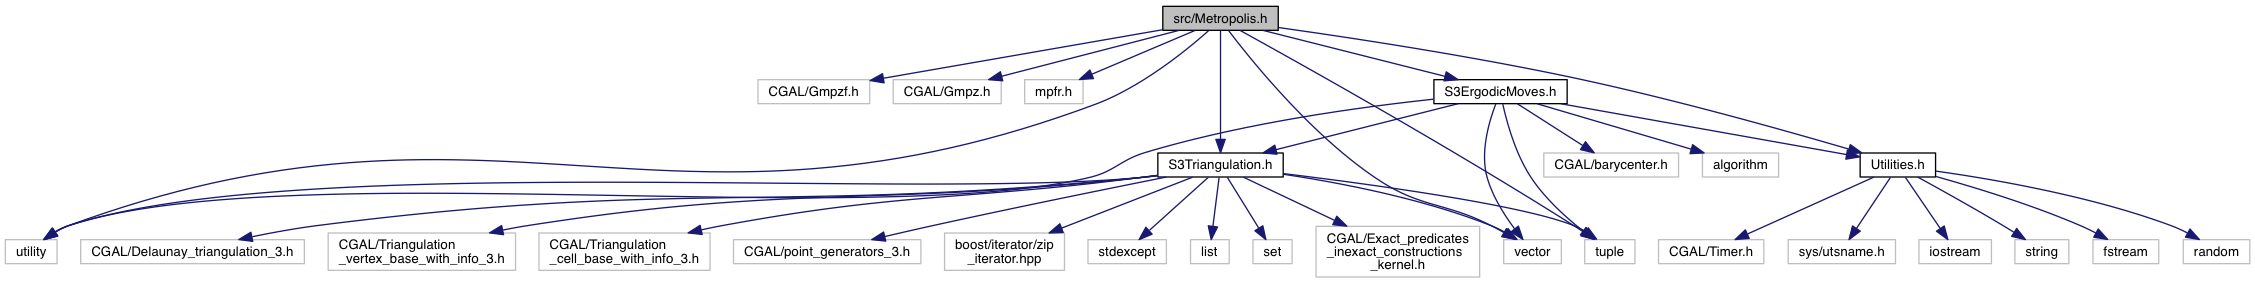 src/Metropolis.h
CGAL/Gmpzf.h
CGAL/Gmpz.h
mpfr.h
S3ErgodicMoves.h
S3Triangulation.h
CGAL/barycenter.h
algorithm
Utilities.h
utility
CGAL/Delaunay_triangulation_3.h
CGAL/Triangulation
_vertex_base_with_info_3.h
CGAL/Triangulation
_cell_base_with_info_3.h
CGAL/point_generators_3.h
boost/iterator/zip
_iterator.hpp
stdexcept
list
set
CGAL/Exact_predicates
_inexact_constructions
_kernel.h
vector
tuple
CGAL/Timer.h
sys/utsname.h
iostream
string
fstream
random